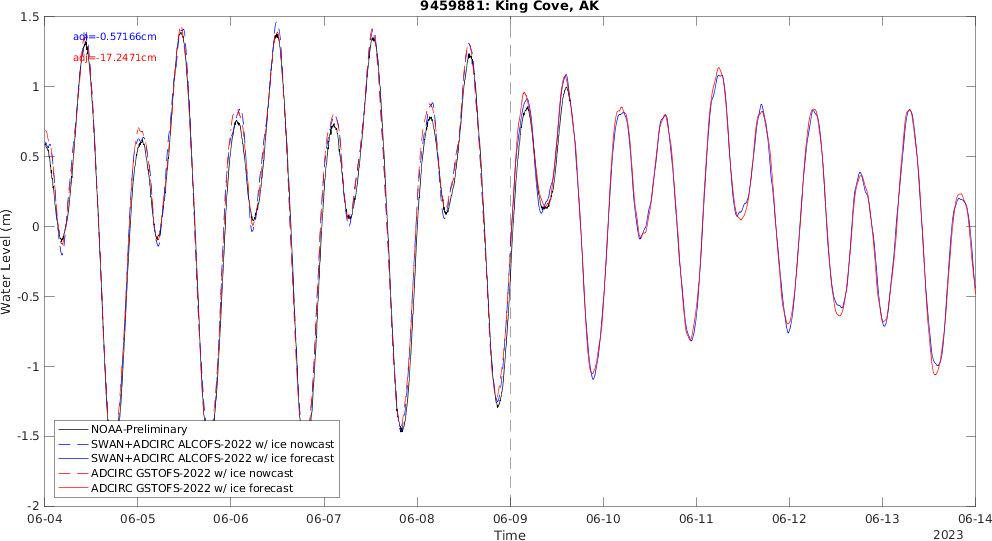 9459881: King Cove, AK
1.5
1
0.5
0
-0.5
-1
-1.5
-2
Water Level (m)
adj=-0.57166cm
adj=-17.2471cm
NOAA-Preliminary
SWAN+ADCIRC ALCOFS-2022 w/ ice nowcast
SWAN+ADCIRC ALCOFS-2022 w/ ice forecast
ADCIRC GSTOFS-2022 w/ ice nowcast
ADCIRC GSTOFS-2022 w/ ice forecast
06-04 06-05 06-06 06-07 06-08 06-09 06-10 06-11 06-12 06-13 06-14
Time
2023